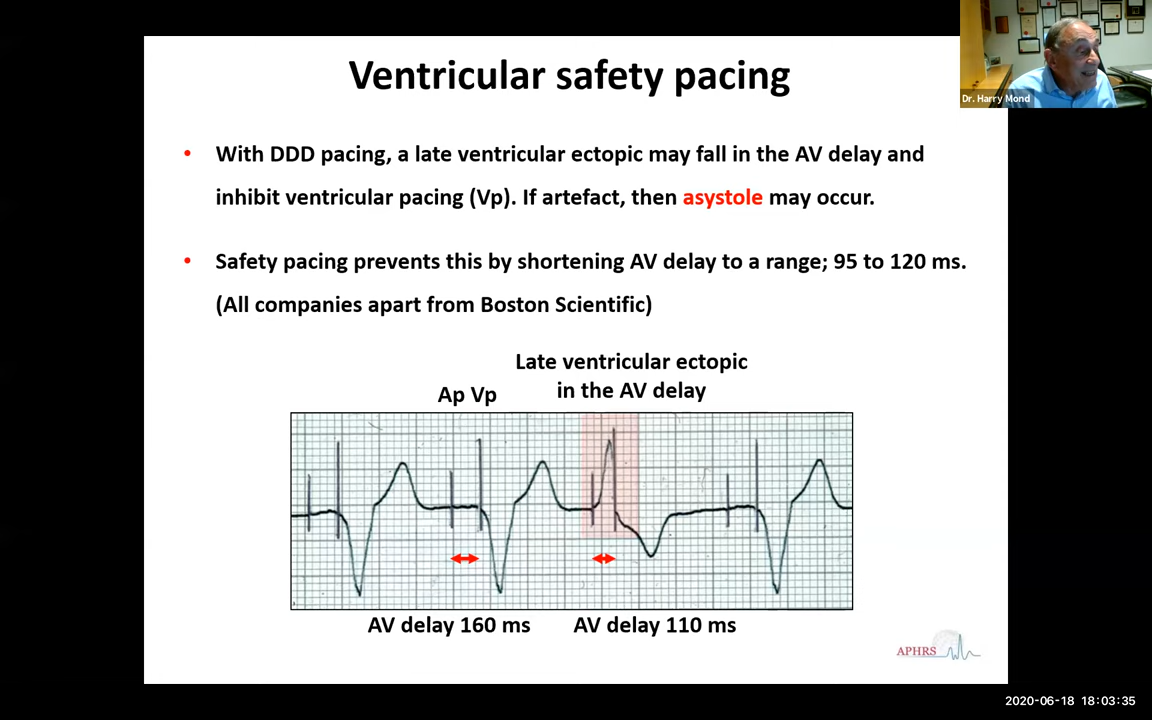 Ventricular safety pacing
Dr. Harry Mond
• With DDD pacing, a late ventricular ectopic may fall in the AV delay and
inhibit ventricular pacing (Vp). If artefact, then asystole may occur.
• Safety pacing prevents this by shortening AV delay to a range; 95 to 120 ms.
(All companies apart from Boston Scientific)
Late ventricular ectopic
in the AV delay
Ap Vp
AV delay 160 ms
AV delay 110 ms
APHRS
2020-06-18 18:03:35